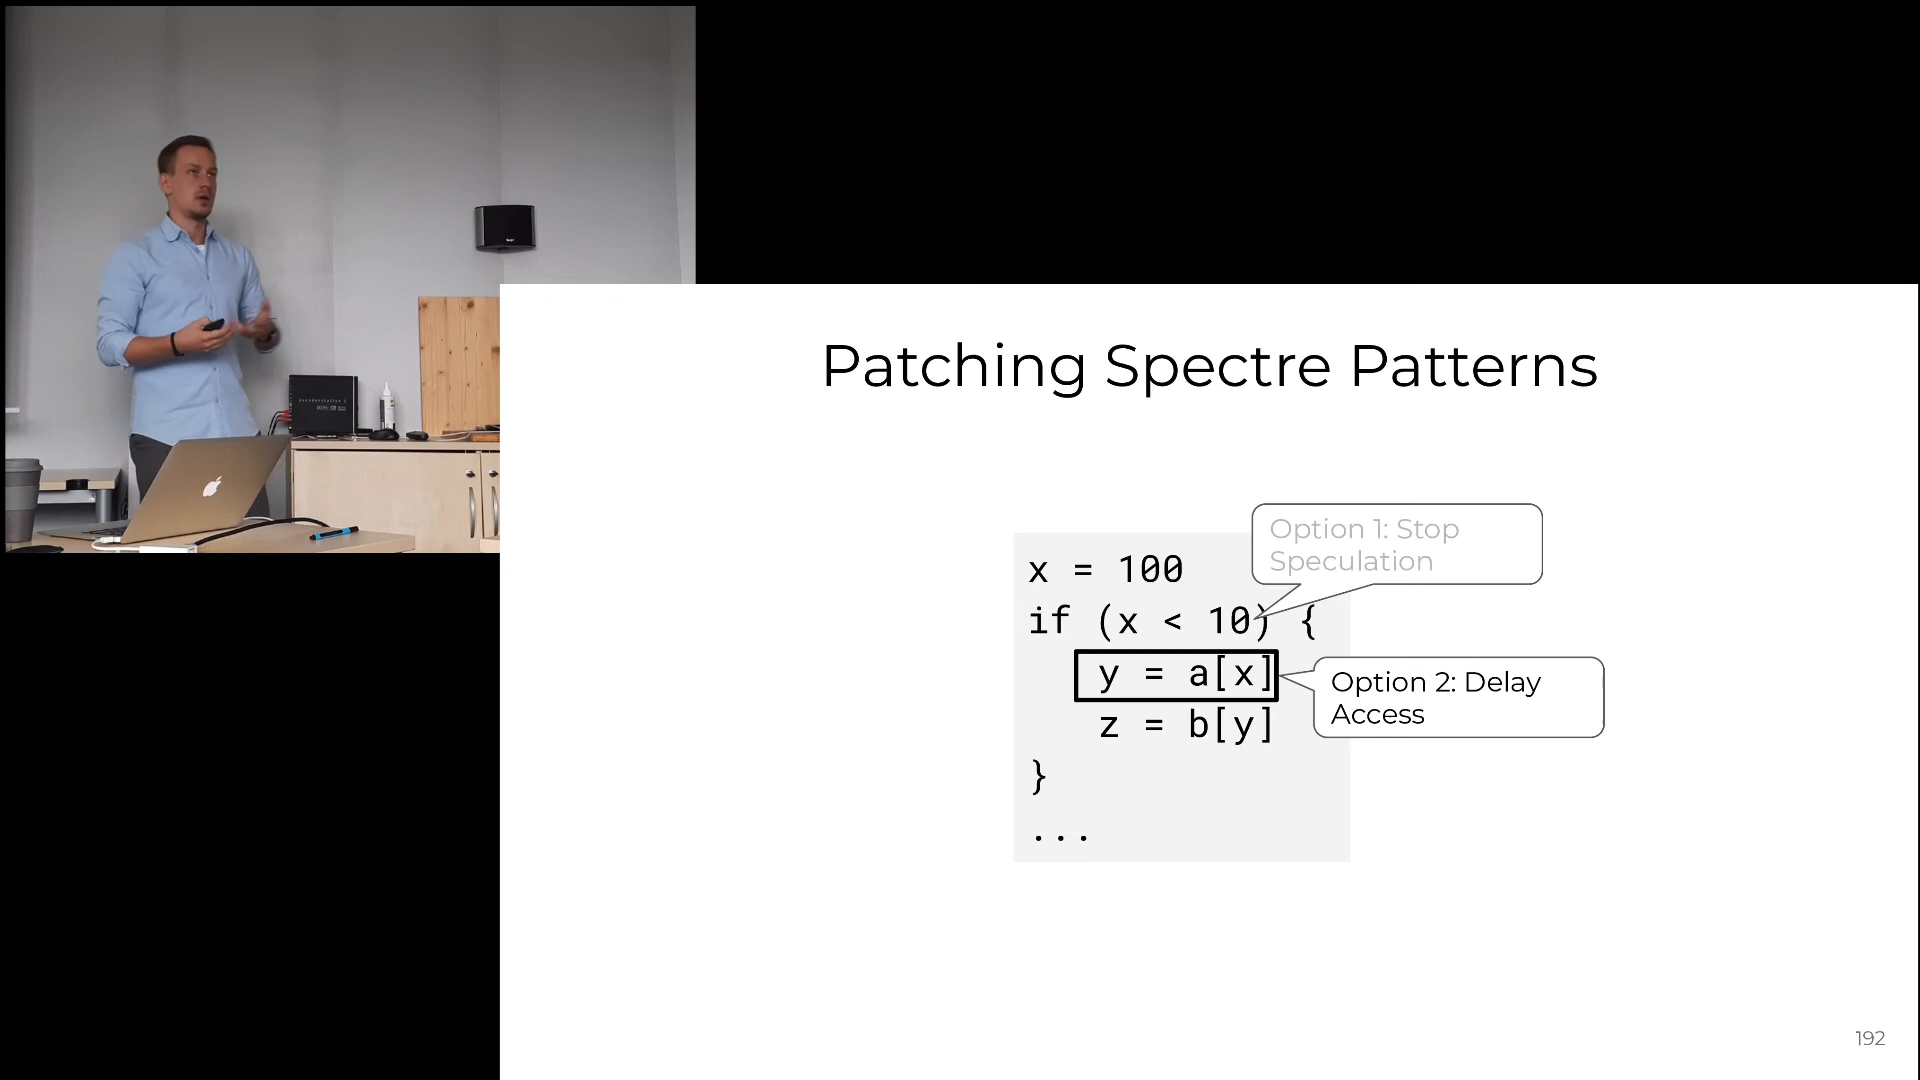 Patching Spectre Patterns
Option 1: Stop
Speculation
x = 100
if (x < 10) {
y = a[x]
Option 2: Delay
Access
z = b[y]
}
...
192